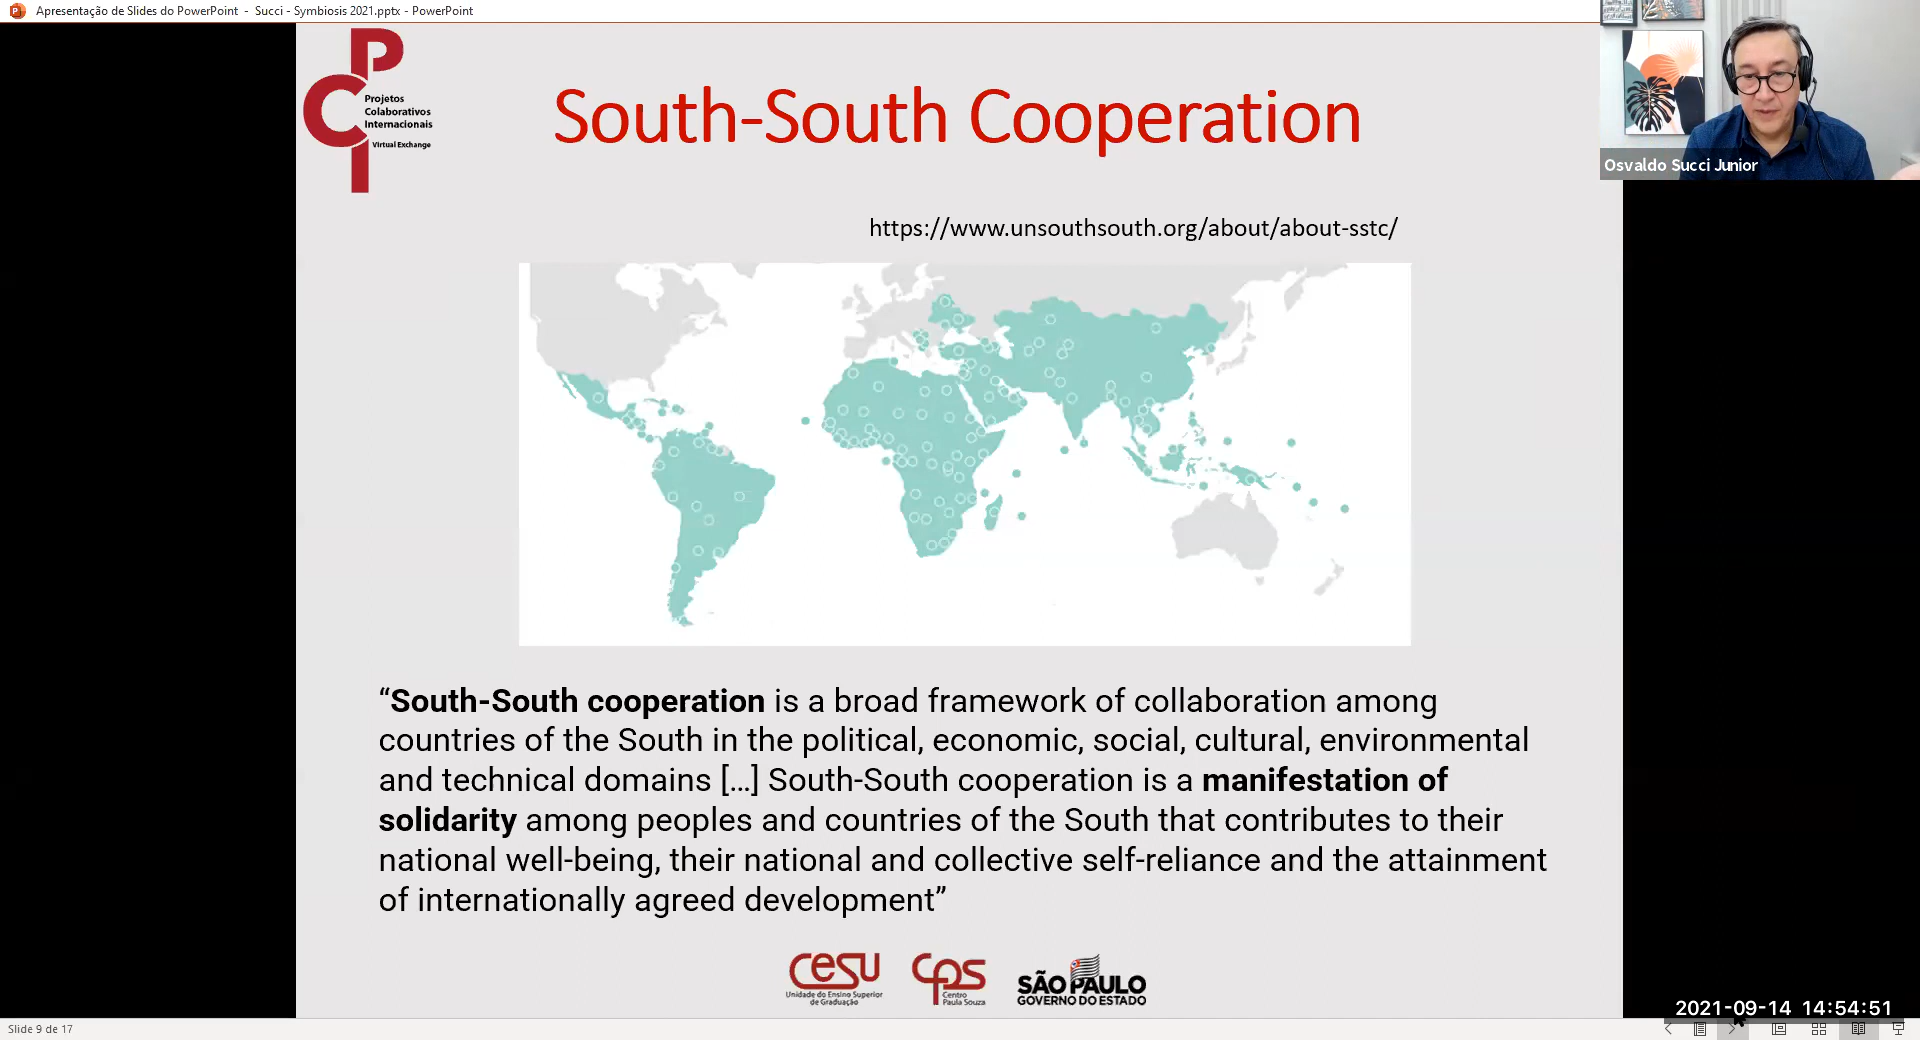 Apresentação de Slides do PowerPoint - Succi - Symbiosis 2021.pptx - PowerPoint
PCI
Projetos
Colaborativos
Internacionais
Virtual Exchange
South-South Cooperation
Osvaldo Succi Junior
https://www.unsouthsouth.org/about/about-sstc/
“South-South cooperation is a broad framework of collaboration among
countries of the South in the political, economic, social, cultural, environmental
and technical domains [...] South-South cooperation is a manifestation of
solidarity among peoples and countries of the South that contributes to their
national well-being, their national and collective self-reliance and the attainment
of internationally agreed development”
CESU
Unidade do Ensino Superior
de Graduação
CPS
Centro
Paula Souza
SÃO PAULO
GOVERNO DO ESTADO
2021-09-14 14:54:51
Slide 9 de 17